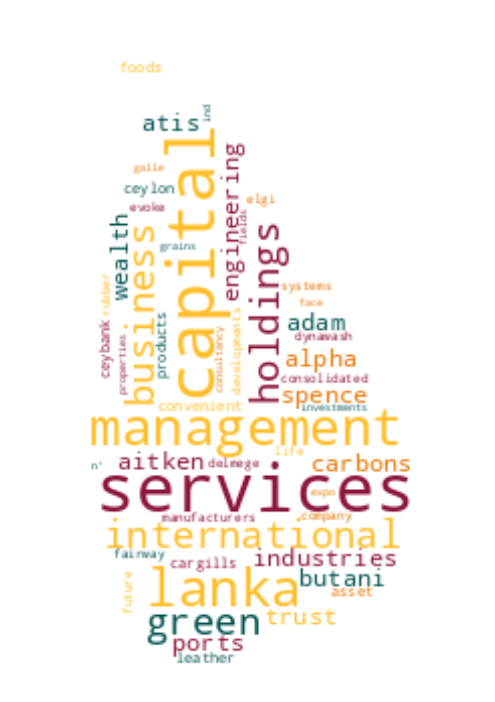 foods
ind
atis
capital
engineering
galle
ceylon
elgi
evoke
wealth
fields
holdings
business
grains
rubber
systems
face
developments
products
adam
ceybank
consultancy
dynawash
properties.
alpha
consolidated
spence
convenient
investments
management
life
n'
aitken
delmege
carbons
services
expo
manufacturers
company
international
fairway
industries
cargills
lanka
butani
future
asset
green
trust
ports
leather